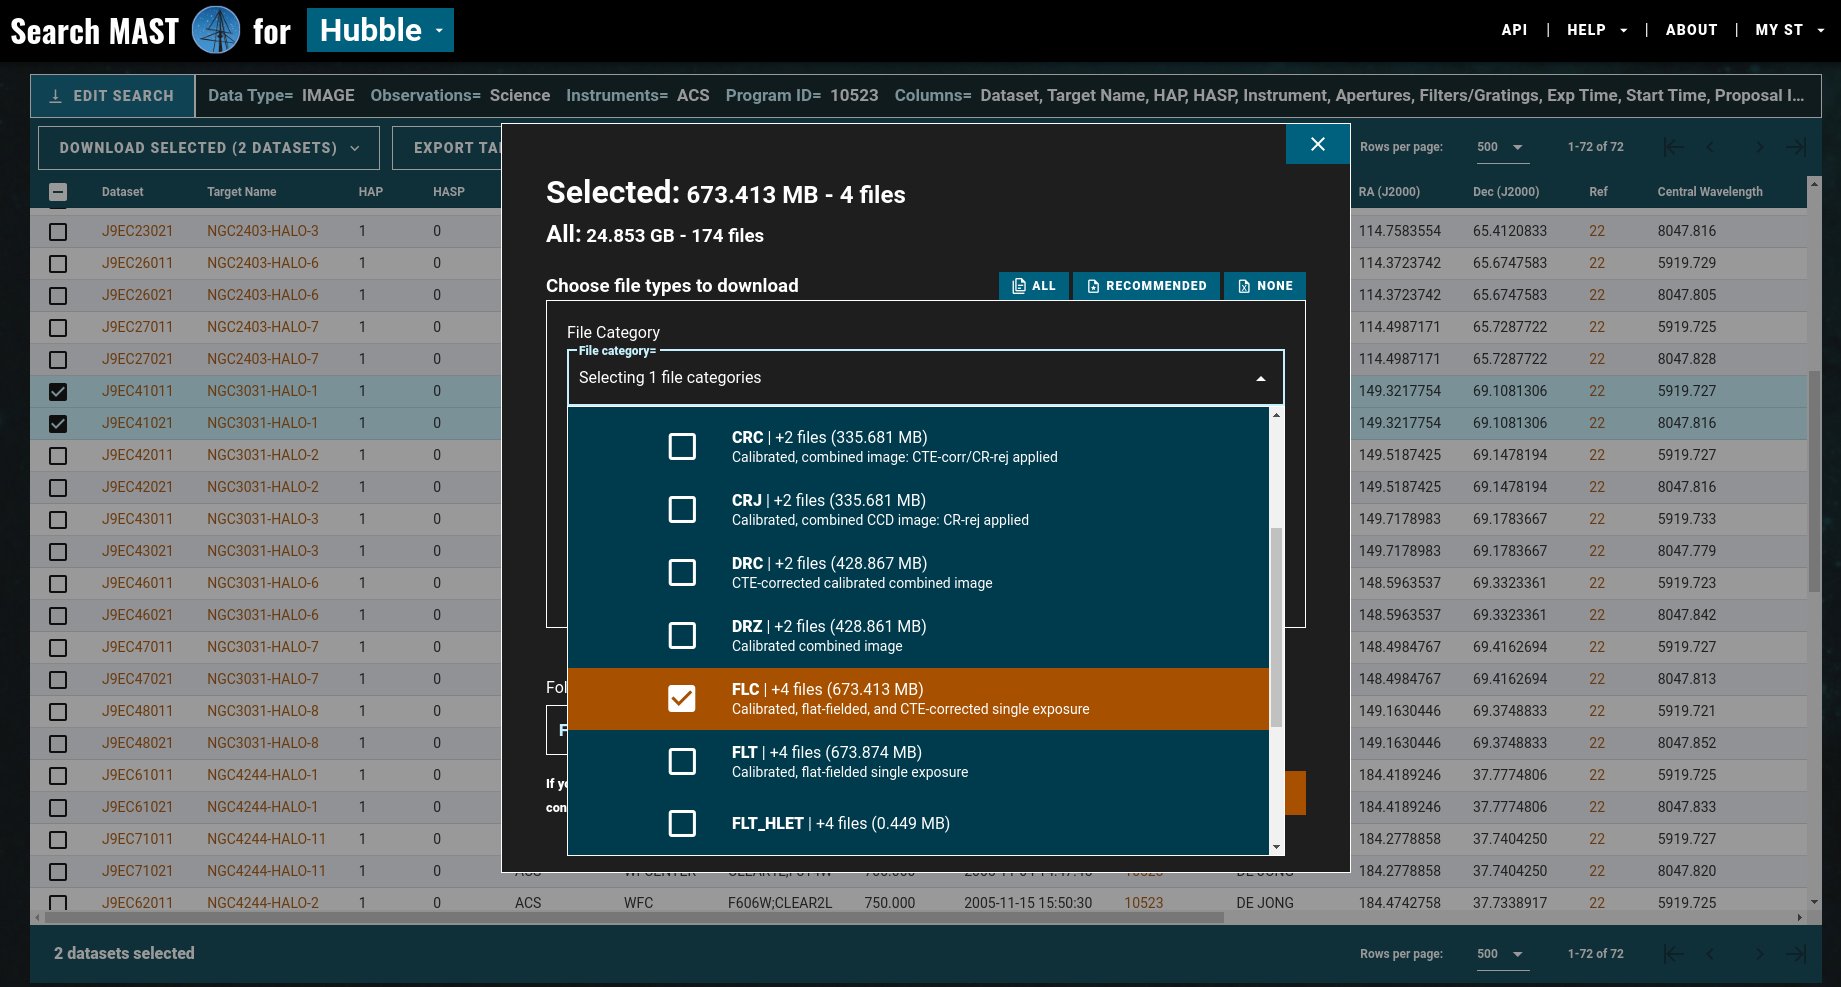 Search MAST for Hubble API | HELP | ABOUT | MY ST
EDIT SEARCH Data Type= IMAGE Observations= Science Instruments= ACS Program ID= 10523 Columns= Dataset, Target Name, HAP, HASP, Instrument, Apertures, Filters/Gratings, Exp Time, Start Time, Proposal I...
DOWNLOAD SELECTED (2 DATASETS) EXPORT TA Rows per page: 500 1-72 of 72
Dataset Target Name HAP HASP RA (J2000) Dec (J2000) Ref Central Wavelength
J9EC23021 NGC2403-HALO-3 1 0 114.7583554 65.4120833 22 8047.816
J9EC26011 NGC2403-HALO-6 1 0 114.3723742 65.6747583 22 5919.729
J9EC26021 NGC2403-HALO-6 1 0 114.3723742 65.6747583 22 8047.805
J9EC27011 NGC2403-HALO-7 1 0 114.4987171 65.7287722 22 5919.725
J9EC27021 NGC2403-HALO-7 1 0 114.4987171 65.7287722 22 8047.828
J9EC41011 NGC3031-HALO-1 1 0 149.3217754 69.1081306 22 5919.727
J9EC41021 NGC3031-HALO-1 1 0 149.3217754 69.1081306 22 8047.816
J9EC42011 NGC3031-HALO-2 1 0 149.5187425 69.1478194 22 5919.727
J9EC42021 NGC3031-HALO-2 1 0 149.5187425 69.1478194 22 8047.816
J9EC43011 NGC3031-HALO-3 1 0 149.7178983 69.1783667 22 5919.733
J9EC43021 NGC3031-HALO-3 1 0 149.7178983 69.1783667 22 8047.779
J9EC46011 NGC3031-HALO-6 1 0 148.5963537 69.3323361 22 5919.723
J9EC46021 NGC3031-HALO-6 1 0 148.5963537 69.3323361 22 8047.842
J9EC47011 NGC3031-HALO-7 1 0 148.4984767 69.4162694 22 5919.727
J9EC47021 NGC3031-HALO-7 1 0 148.4984767 69.4162694 22 8047.813
J9EC48011 NGC3031-HALO-8 1 0 149.1630446 69.3748833 22 5919.721
J9EC48021 NGC3031-HALO-8 1 0 149.1630446 69.3748833 22 8047.852
J9EC61011 NGC4244-HALO-1 1 0 184.4189246 37.7774806 22 5919.725
J9EC61021 NGC4244-HALO-1 1 0 184.4189246 37.7774806 22 8047.833
J9EC71011 NGC4244-HALO-11 1 0 184.2778858 37.7404250 22 5919.727
J9EC71021 NGC4244-HALO-11 1 0 184.2778858 37.7404250 22 8047.820
J9EC62011 NGC4244-HALO-2 1 0 ACS WFC F606W;CLEAR2L 750.000 2005-11-15 15:50:30 10523 DE JONG 184.4742758 37.7338917 22 5919.725
Selected: 673.413 MB - 4 files
All: 24.853 GB - 174 files
Choose file types to download ALL RECOMMENDED NONE
File Category
File category=
Selecting 1 file categories
CRC | +2 files (335.681 MB)
Calibrated, combined image: CTE-corr/CR-rej applied
CRJ | +2 files (335.681 MB)
Calibrated, combined CCD image: CR-rej applied
DRC | +2 files (428.867 MB)
CTE-corrected calibrated combined image
DRZ | +2 files (428.861 MB)
Calibrated combined image
FLC | +4 files (673.413 MB)
Calibrated, flat-fielded, and CTE-corrected single exposure
FLT | +4 files (673.874 MB)
Calibrated, flat-fielded single exposure
FLT_HLET | +4 files (0.449 MB)
Fol
F
If yo
con
2 datasets selected Rows per page: 500 1-72 of 72